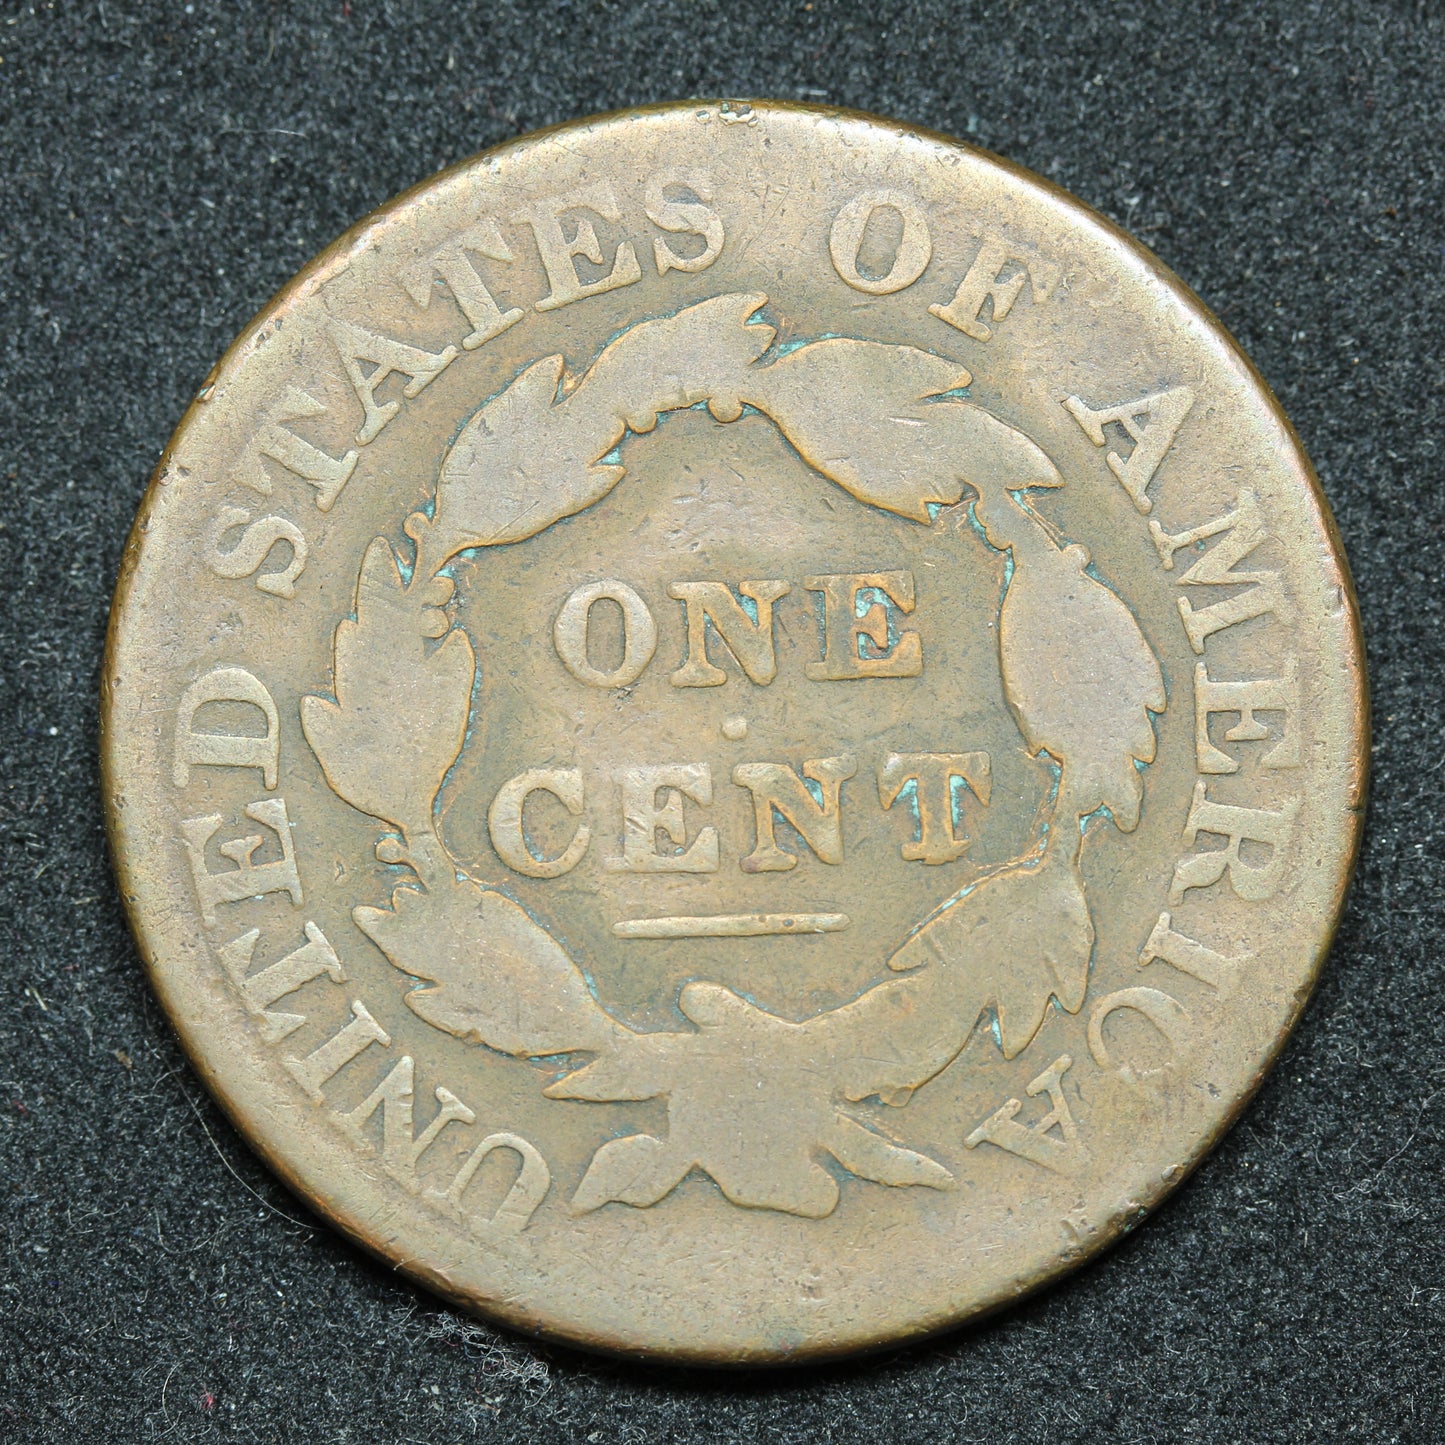 UNITED STATES OF AMERICA
ONE
CENT